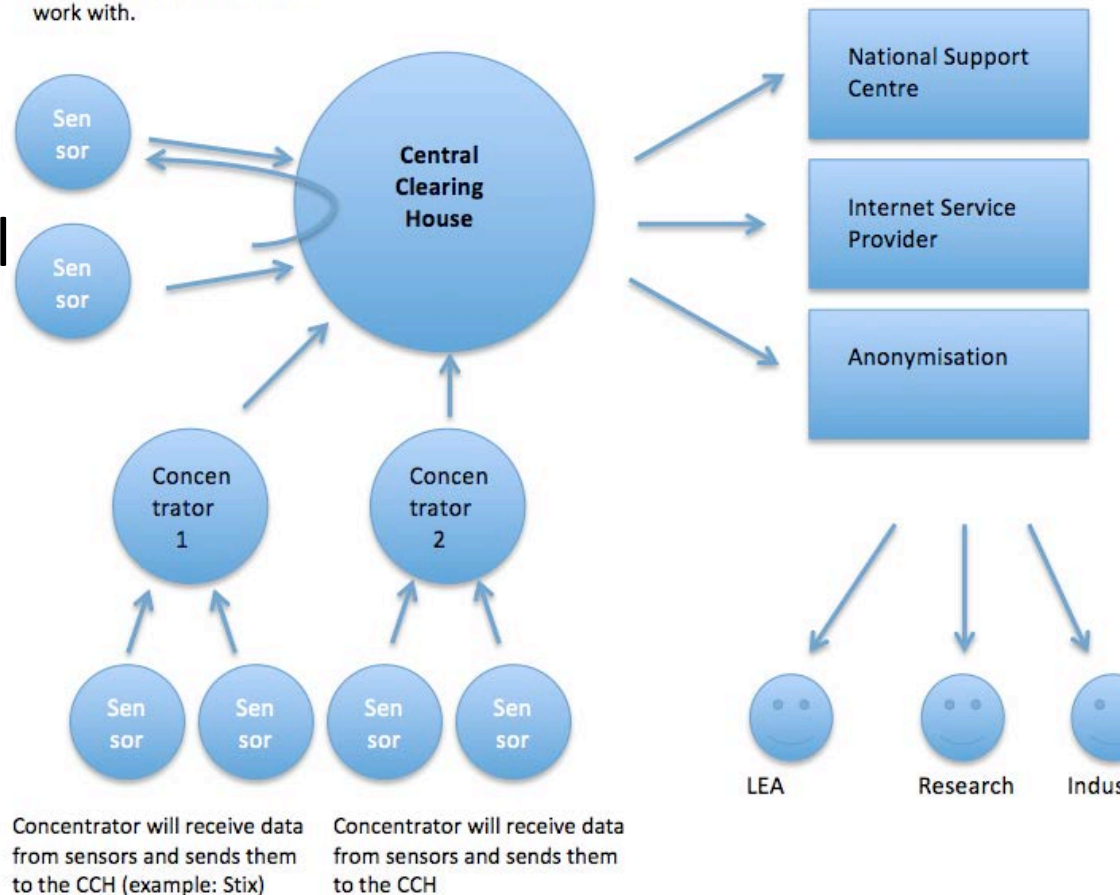 work with.
Sen
sor
Sen
sor
Central
Clearing
House
National Support
Centre
Internet Service
Provider
Anonymisation
Concen
trator
1
Concen
trator
2
Sen
sor
Sen
sor
Sen
sor
Sen
sor
LEA
Research
Indus
Concentrator will receive data
from sensors and sends them
to the CCH (example: Stix)
Concentrator will receive data
from sensors and sends them
to the CCH